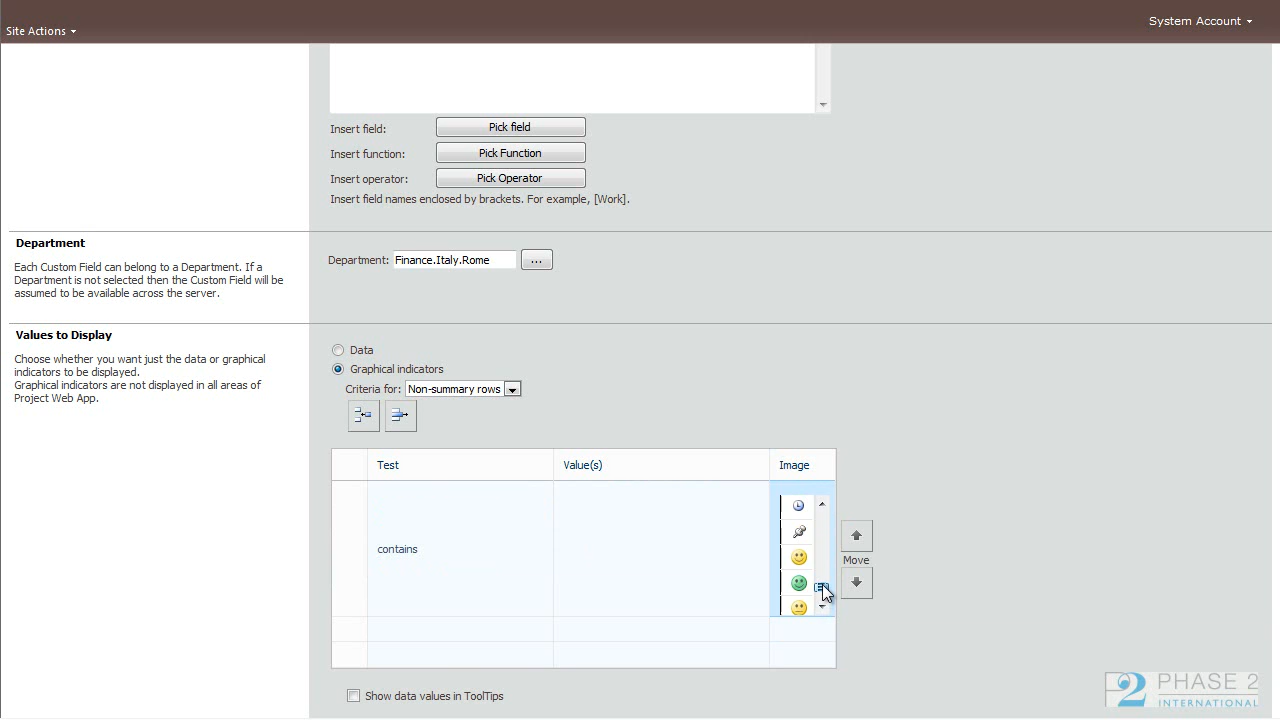 System Account
Site Actions
Insert field: Pick field
Insert function: Pick Function
Insert operator: Pick Operator
Insert field names enclosed by brackets. For example, [Work].
Department
Each Custom Field can belong to a Department. If a
Department is not selected then the Custom Field will be
assumed to be available across the server.
Department: Finance.Italy.Rome ...
Values to Display
Choose whether you want just the data or graphical
indicators to be displayed.
Graphical indicators are not displayed in all areas of
Project Web App.
Data
Graphical indicators
Criteria for: Non-summary rows
Test Value(s) Image
contains
Move
Show data values in ToolTips
P2 PHASE 2
INTERNATIONAL